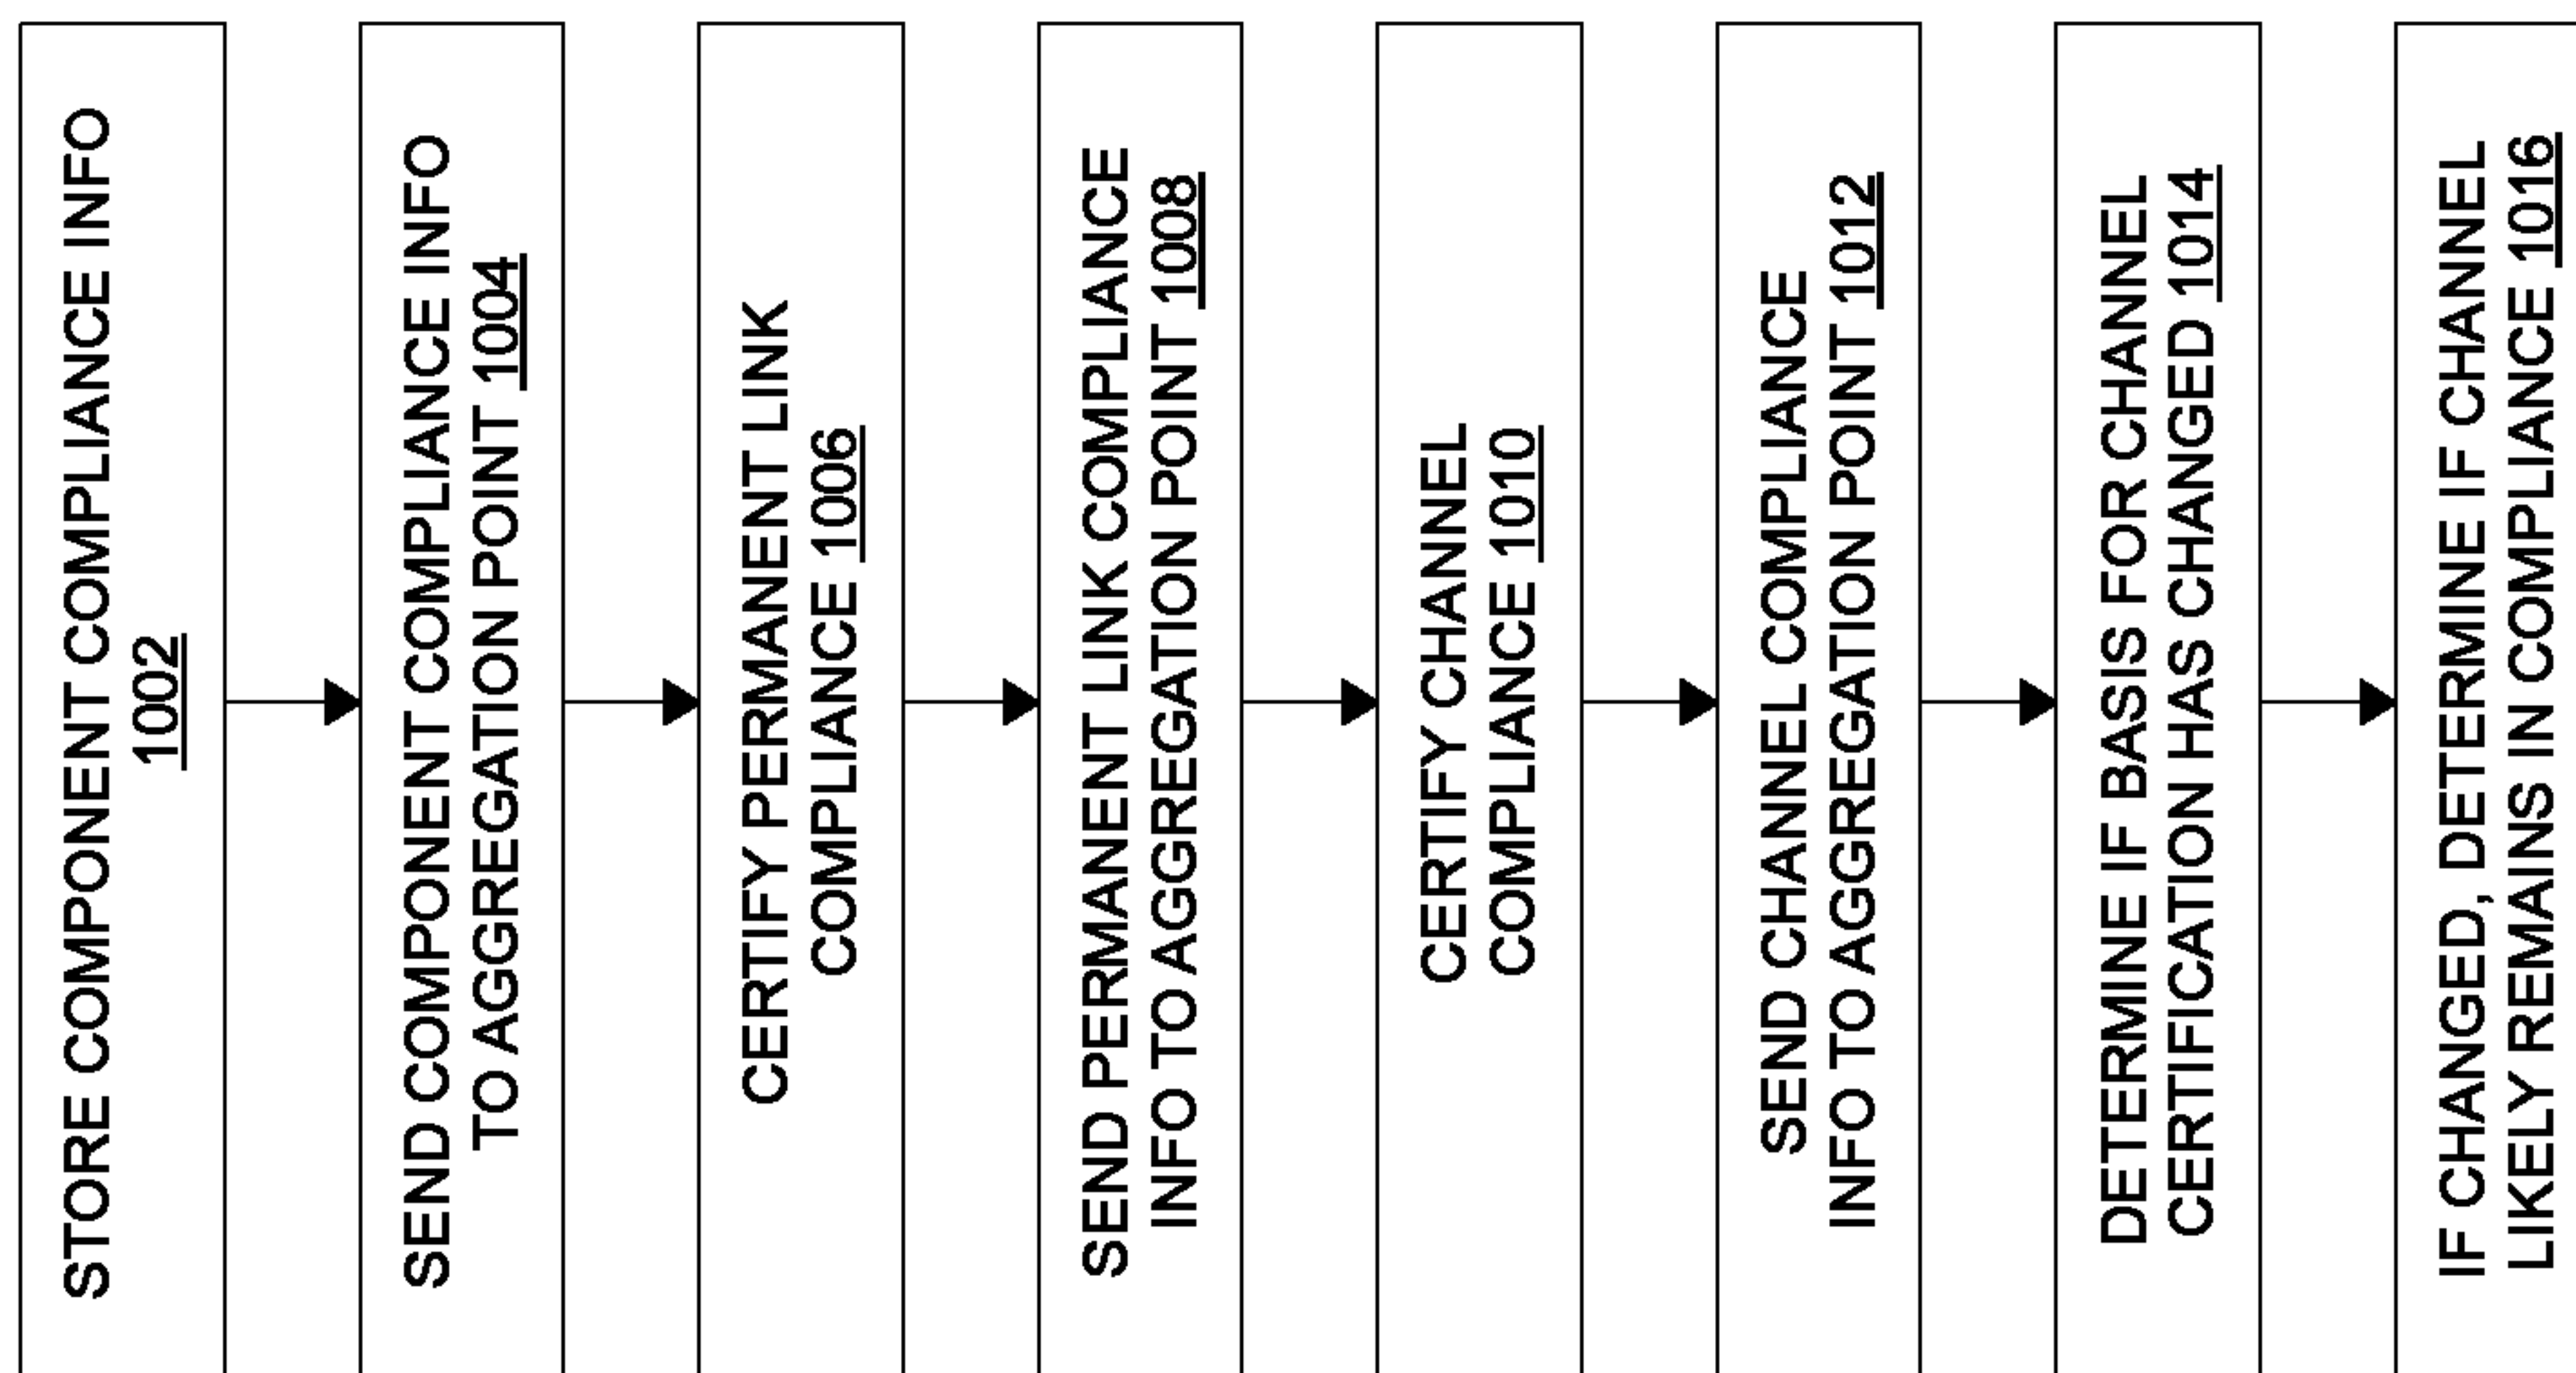 STORE COMPONENT COMPLIANCE INFO
1002
SEND COMPONENT COMPLIANCE INFO
TO AGGREGATION POINT 1004
CERTIFY PERMANENT LINK
COMPLIANCE 1006
SEND PERMANENT LINK COMPLIANCE
INFO TO AGGREGATION POINT 1008
CERTIFY CHANNEL
COMPLIANCE 1010
SEND CHANNEL COMPLIANCE
INFO TO AGGREGATION POINT 1012
DETERMINE IF BASIS FOR CHANNEL
CERTIFICATION HAS CHANGED 1014
IF CHANGED, DETERMINE IF CHANNEL
LIKELY REMAINS IN COMPLIANCE 1016